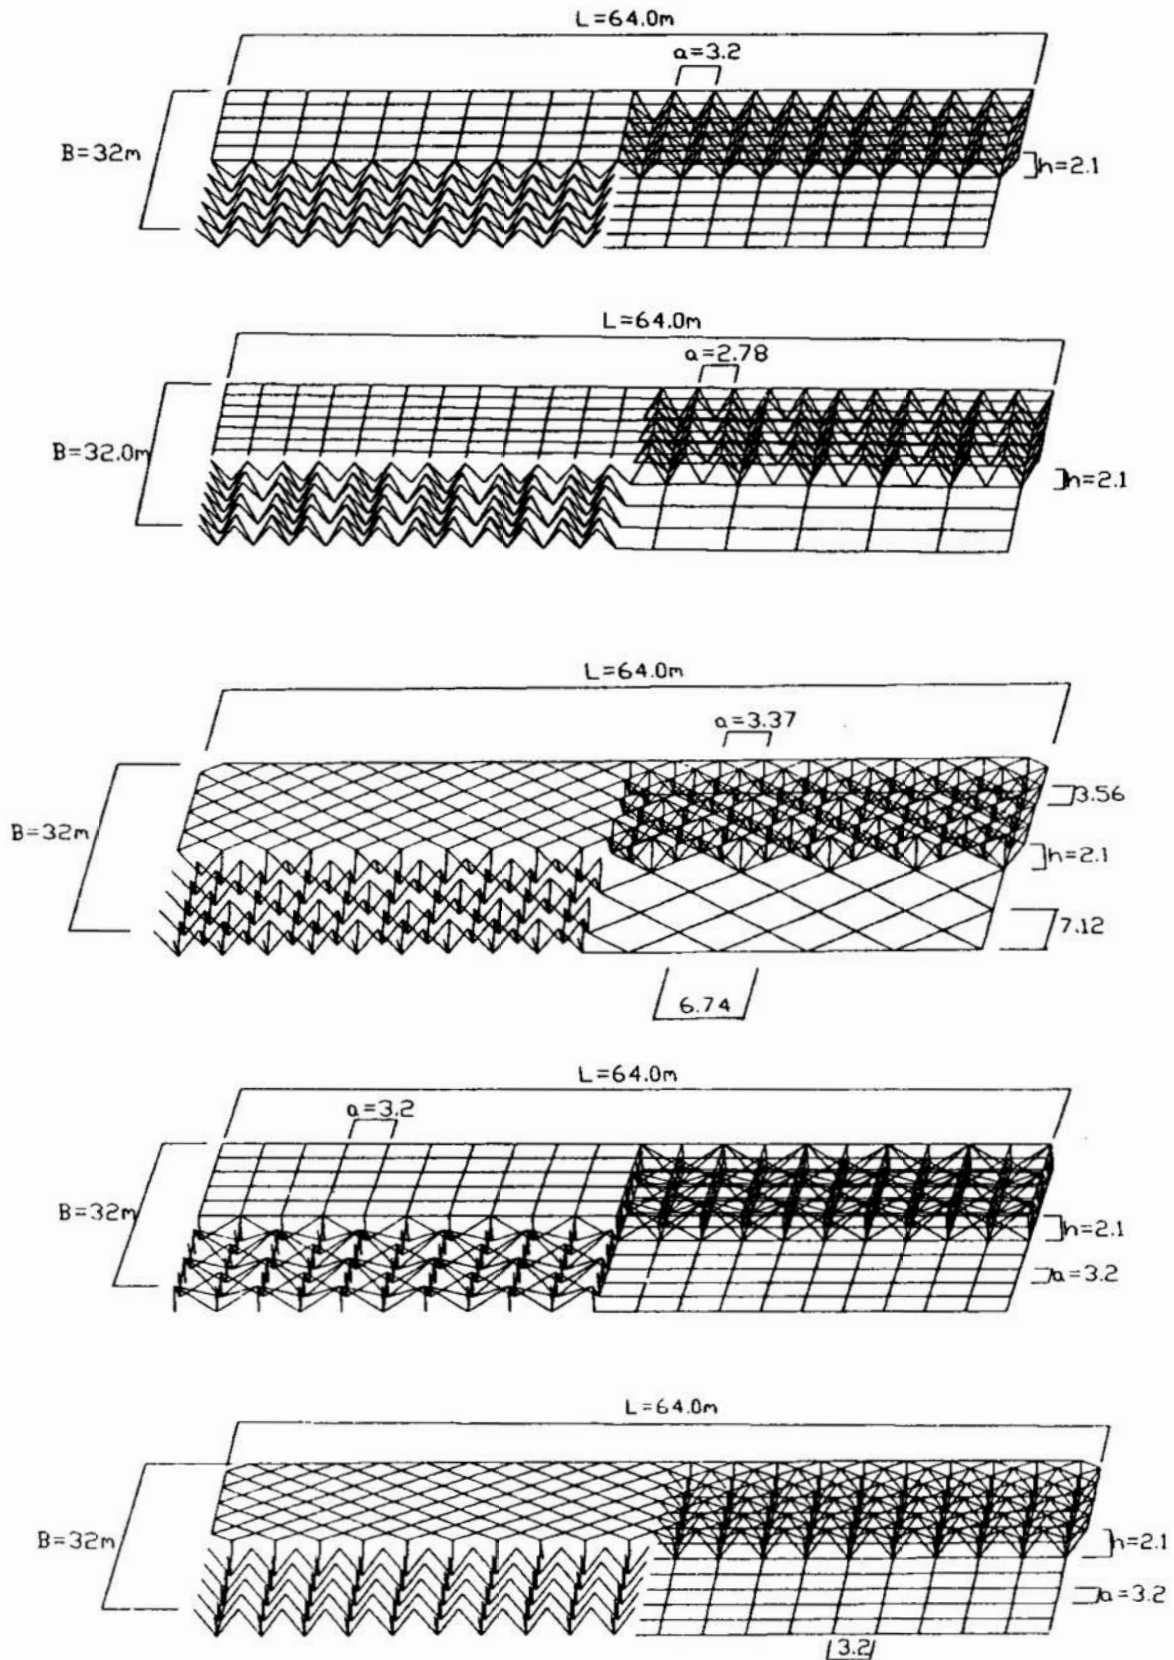 L=64.0m
a=3.2
B=32m
h=2.1
L=64.0m
a=2.78
B=32.0m
h=2.1
L=64.0m
a=3.37
3.56
B=32m
h=2.1
7.12
6.74
L=64.0m
a=3.2
B=32m
h=2.1
a=3.2
L=64.0m
B=32m
h=2.1
a=3.2
3.2